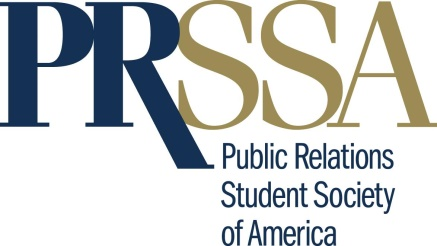 PRSSA
Public Relations
Student Society
of America